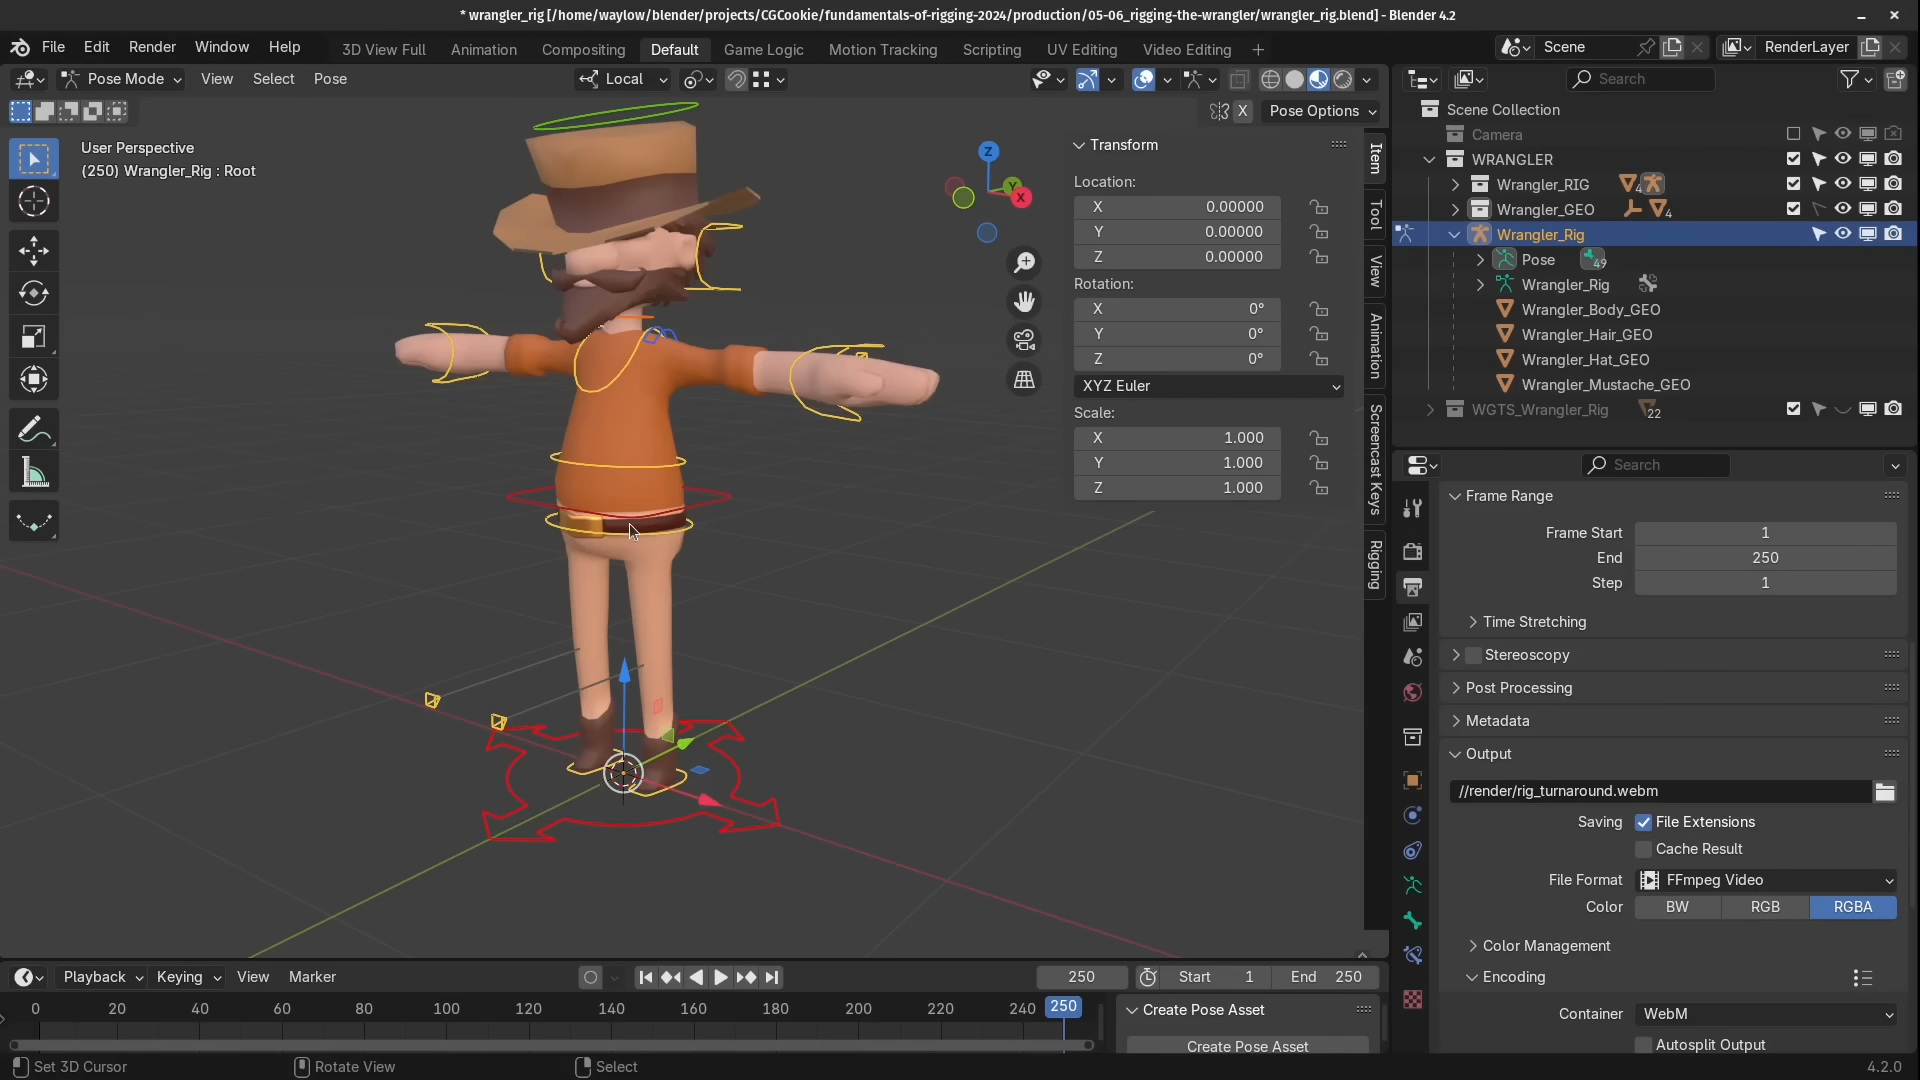 * wrangler_rig [/home/waylow/blender/projects/CGCookie/fundamentals-of-rigging-2024/production/05-06_rigging-the-wrangler/wrangler_rig.blend] - Blender 4.2
File Edit Render Window Help 3D View Full Animation Compositing Default Game Logic Motion Tracking Scripting UV Editing Video Editing + Scene RenderLayer
Pose Mode View Select Pose Local Search
X Pose Options
User Perspective
(250) Wrangler_Rig : Root
Z
Y
X
Transform
Location:
X 0.00000
Y 0.00000
Z 0.00000
Rotation:
X 0°
Y 0°
Z 0°
XYZ Euler
Scale:
X 1.000
Y 1.000
Z 1.000
Item
Tool
View
Animation
Screencast Keys
Rigging
Scene Collection
Camera
WRANGLER
Wrangler_RIG 4
Wrangler_GEO 4
Wrangler_Rig
Pose 49
Wrangler_Rig
Wrangler_Body_GEO
Wrangler_Hair_GEO
Wrangler_Hat_GEO
Wrangler_Mustache_GEO
WGTS_Wrangler_Rig 22
Search
Frame Range
Frame Start 1
End 250
Step 1
Time Stretching
Stereoscopy
Post Processing
Metadata
Output
//render/rig_turnaround.webm
Saving File Extensions
Cache Result
File Format FFmpeg Video
Color BW RGB RGBA
Color Management
Encoding
Container WebM
Autosplit Output
Playback Keying View Marker 250 Start 1 End 250
0 20 40 60 80 100 120 140 160 180 200 220 240 250
Create Pose Asset
Create Pose Asset
Set 3D Cursor Rotate View Select 4.2.0